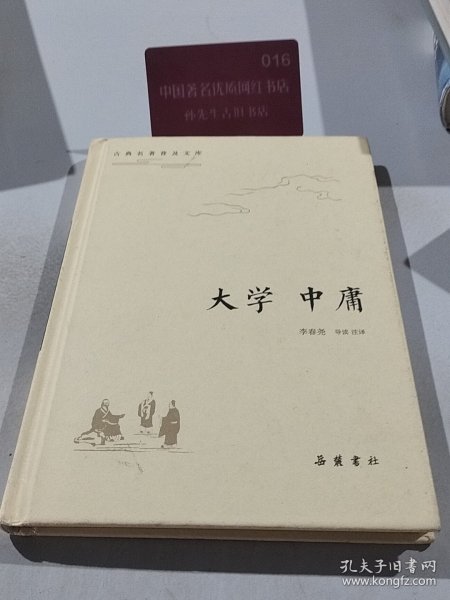 016
中国著名优质网红书店
孙先生古旧书店
古典名著普及文库
大学 中庸
李春尧 导读 注译
岳麓书社
孔夫子旧书网
www.kongfz.com